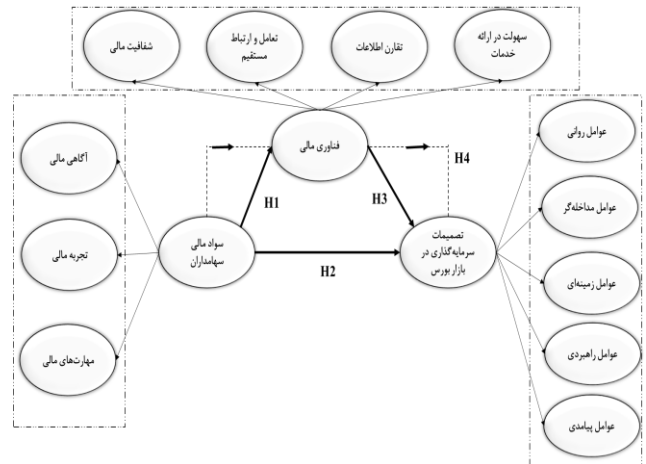 سهولت در ارائه
خدمات
تقارن اطلاعات
تعامل و ارتباط
مستقیم
شفافیت مالی
فناوری مالی
عوامل روانی
عوامل مداخله‌گر
عوامل زمینه‌ای
عوامل راهبردی
عوامل پیامدی
آگاهی مالی
تجربه مالی
مهارت‌های مالی
سواد مالی
سهامداران
تصمیمات
سرمایه‌گذاری در
بازار بورس
H1
H2
H3
H4